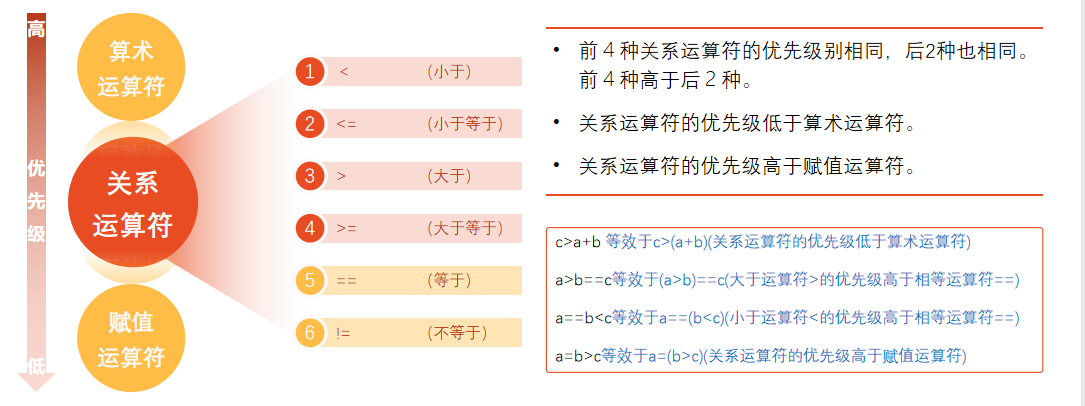 高
优
先
级
低
算术
运算符
关系
运算符
赋值
运算符
1 < (小于)
2 <= (小于等于)
3 > (大于)
4 >= (大于等于)
5 == (等于)
6 != (不等于)
• 前４种关系运算符的优先级别相同，后2种也相同。
前４种高于后２种。
• 关系运算符的优先级低于算术运算符。
• 关系运算符的优先级高于赋值运算符。
c>a+b 等效于c>(a+b)(关系运算符的优先级低于算术运算符)
a>b==c等效于(a>b)==c(大于运算符>的优先级高于相等运算符==)
a==b<c等效于a==(b<c)(小于运算符<的优先级高于相等运算符==)
a=b>c等效于a=(b>c)(关系运算符的优先级高于赋值运算符)